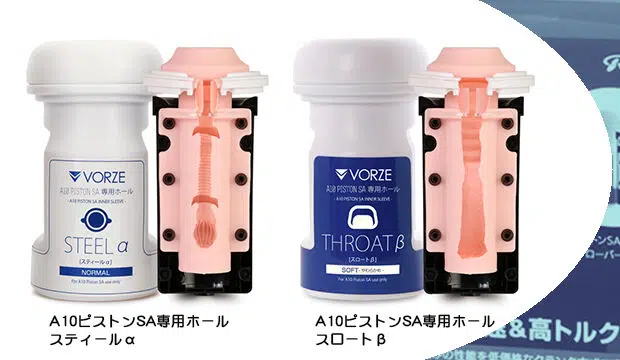 VORZE
A10 PISTON SA 専用ホール
- A10 PISTON SA INNER SLEEVE -
STEEL α
[スティールα]
NORMAL
For A10 Piston SA use only
A10ピストンSA専用ホール
スティールα
VORZE
A10 PISTON SA 専用ホール
- A10 PISTON SA INNER SLEEVE -
THROAT β
[スロートβ]
SOFT - やわらかめ -
For A10 Piston SA use only
A10ピストンSA専用ホール
スロートβ
&高トルク